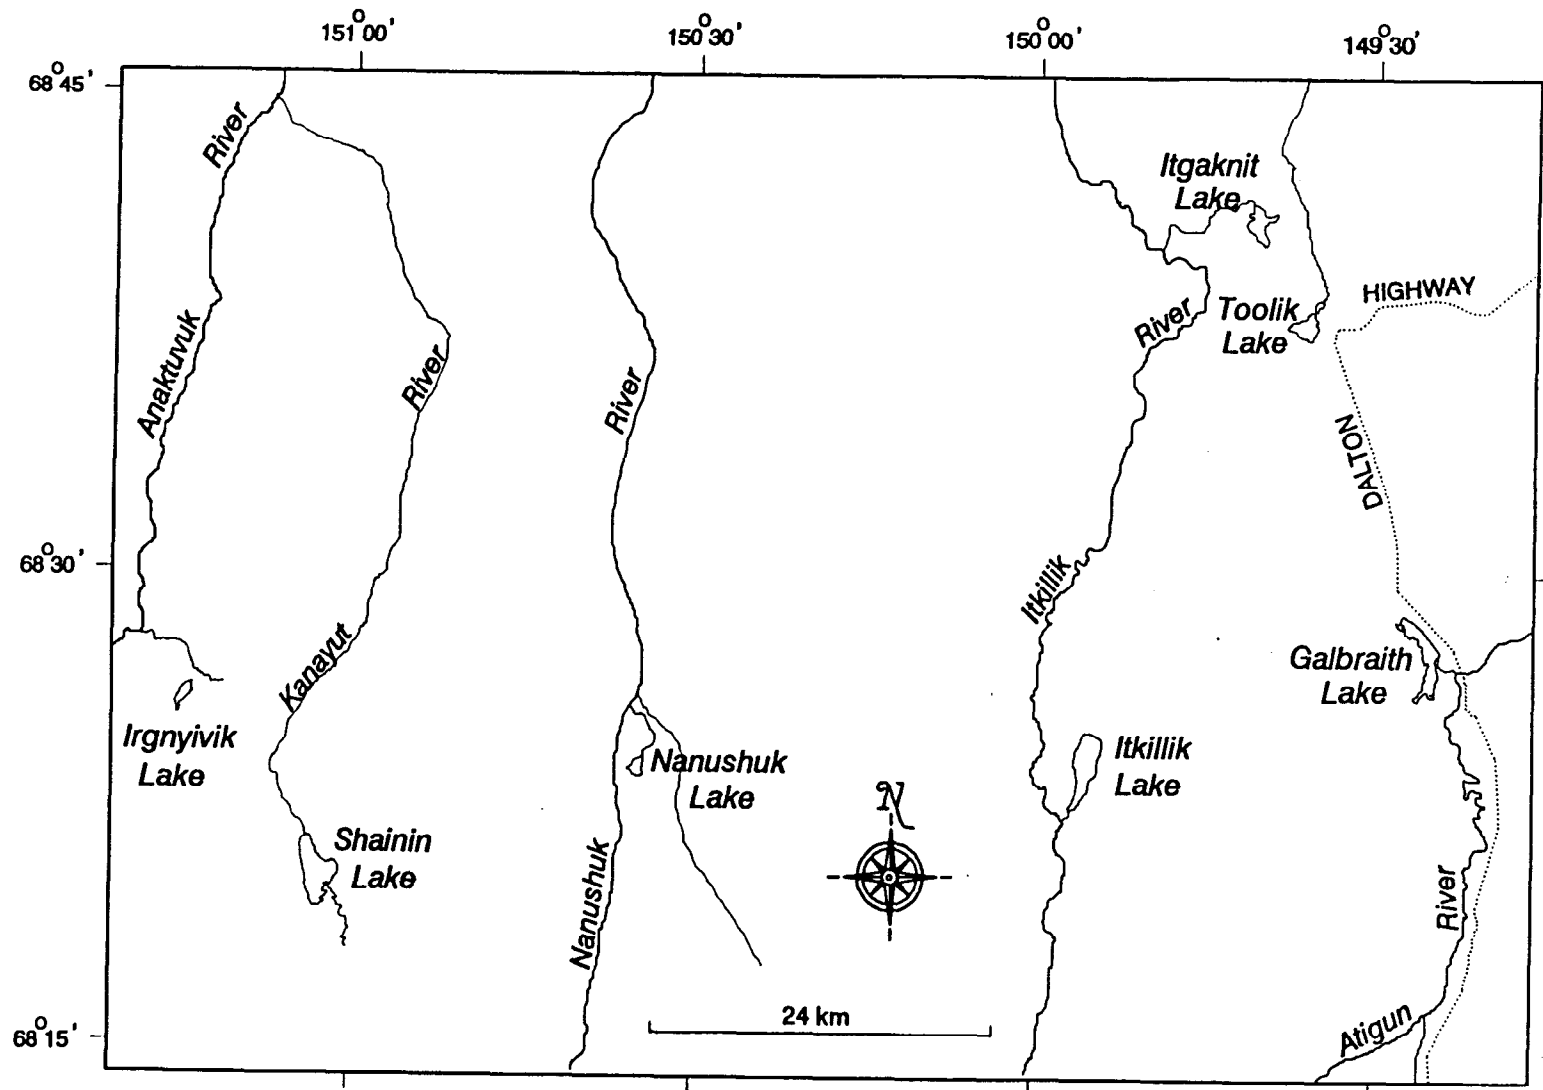 151°00'
150°30'
150°00'
149°30'
68°45'
River
Itgaknit
Lake
HIGHWAY
River
Toolik
Lake
Anaktuvuk
River
River
DALTON
68°30'
Itkillik
Kanayut
Galbraith
Lake
Irgnyivik
Lake
Nanushuk
Lake
Itkillik
Lake
N
Shainin
Lake
Nanushuk
River
24 km
68°15'
Atigun